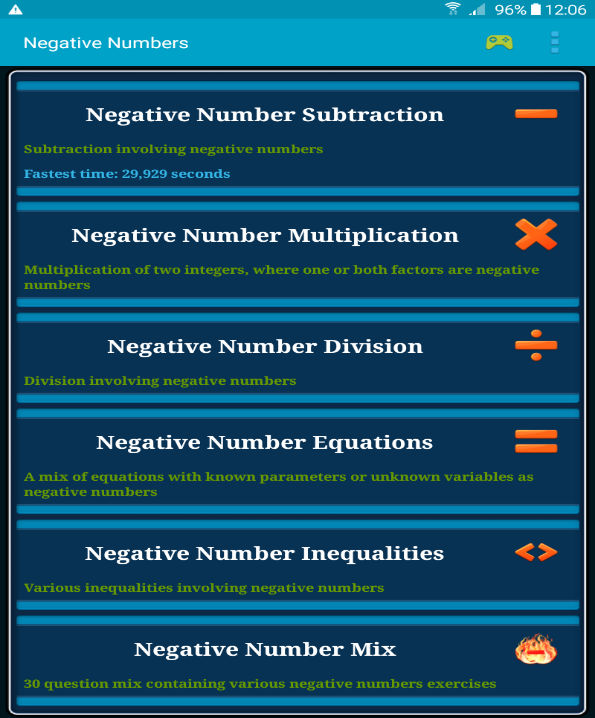 96% 12:06
Negative Numbers
Negative Number Subtraction
Subtraction involving negative numbers
Fastest time: 29,929 seconds
Negative Number Multiplication
Multiplication of two integers, where one or both factors are negative
numbers
Negative Number Division
Division involving negative numbers
Negative Number Equations
A mix of equations with known parameters or unknown variables as
negative numbers
Negative Number Inequalities
Various inequalities involving negative numbers
Negative Number Mix
30 question mix containing various negative numbers exercises